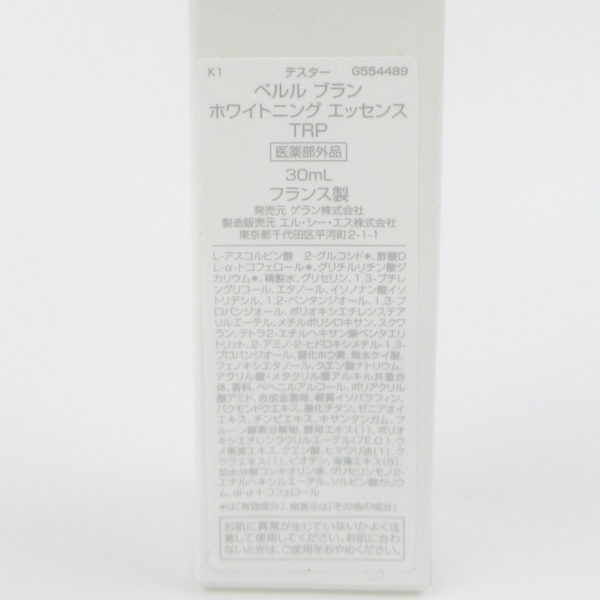 K1 テスター G554489
ペルル ブラン
ホワイトニング エッセンス
TRP
医薬部外品
30mL
フランス製
発売元 ゲラン株式会社
製造販売元 エル・シー・エス株式会社
東京都千代田区平河町2-1-1
L-アスコルビン酸 2-グルコシド*、酢酸D
L-α-トコフェロール*、グリチルリチン酸ジ
カリウム*、精製水、グリセリン、1,3-ブチレ
ングリコール、エタノール、イソノナン酸イソ
トリデシル、1,2-ペンタンジオール、1,3-プ
ロパンジオール、ポリオキシエチレンステア
リルエーテル、メチルポリシロキサン、スクワ
ラン、テトラ2-エチルヘキサン酸ペンタエリ
トリット、2-アミノ-2-ヒドロキシメチル-1,3-
プロパンジオール、窒化ホウ素、無水ケイ酸、
フェノキシエタノール、クエン酸ナトリウム、
アクリル酸・メタクリル酸アルキル共重合
体、香料、ベヘニルアルコール、ポリアクリル
酸アミド、合成金雲母、軽質イソパラフィン、
バクモンドウエキス、酸化チタン、ゼニアオイ
エキス、チンピエキス、キサンタンガム、プ
ルーン酵素分解物、酵母エキス(1)、ポリオ
キシエチレンラウリルエーテル(7E.O.)、ウ
メ果実エキス、クエン酸、ヒマワリ油(1)、ク
ララエキス(1)、ビオチン、海藻エキス(5)、
加水分解コンキオリン液、グリセリンモノ2-
エチルヘキシルエーテル、ソルビン酸カリウ
ム、dl-α-トコフェロール
*は「有効成分」、無表示は「その他の成分」
お肌に異常が生じていないかよく注
意して使用してください。お肌に合わ
ないときは、ご使用をおやめください。